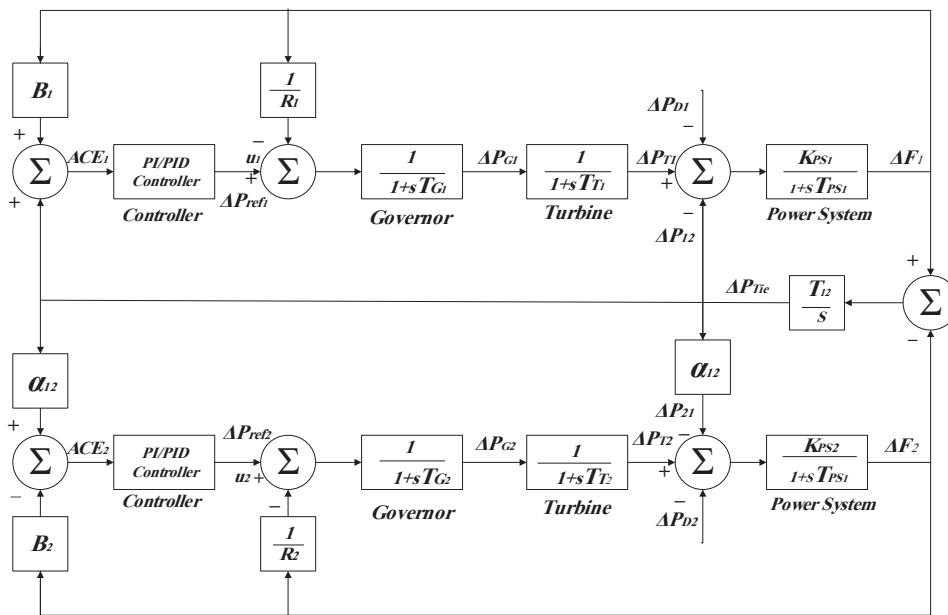 B1
1
R1
ΔPD1
−
+
ACE1
PI/PID
Controller
Controller
−
u1
+
ΔPref1
Σ
Σ
+
1
1+sTG1
Governor
ΔPG1
1
1+sTT1
Turbine
ΔPT1
+
Σ
−
ΔP12
KPS1
1+sTPS1
Power System
ΔF1
+
Σ
−
T12
s
ΔPTie
α12
α12
ΔP21
+
Σ
−
ACE2
PI/PID
Controller
Controller
ΔPref2
u2
+
Σ
−
1
1+sTG2
Governor
ΔPG2
1
1+sTT2
Turbine
ΔPT2
−
+
Σ
−
ΔPD2
KPS2
1+sTPS1
Power System
ΔF2
B2
1
R2